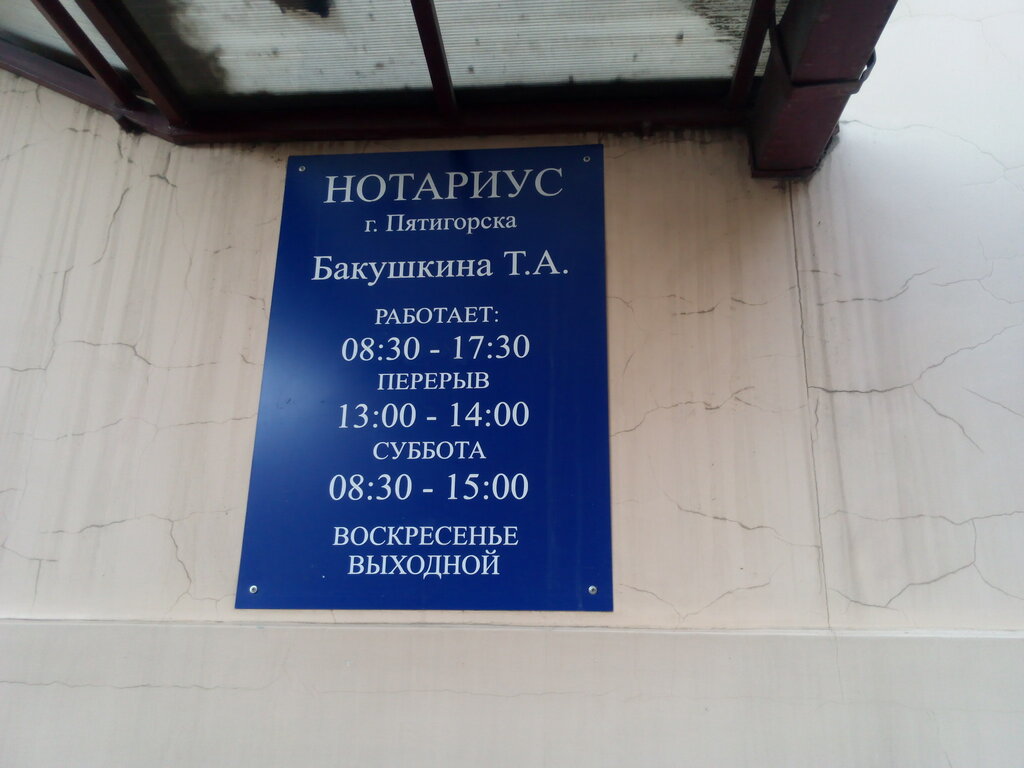 НОТАРИУС
г. Пятигорска
Бакушкина Т.А.
РАБОТАЕТ:
08:30 - 17:30
ПЕРЕРЫВ
13:00 - 14:00
СУББОТА
08:30 - 15:00
ВОСКРЕСЕНЬЕ
ВЫХОДНОЙ